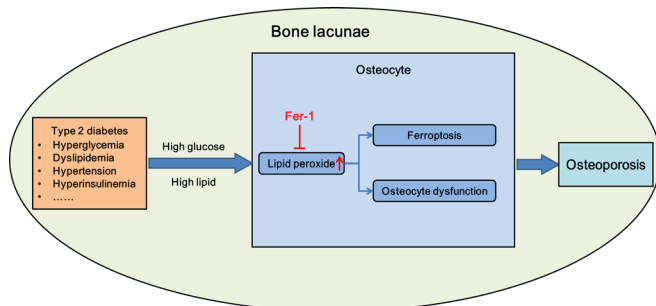 Bone lacunae
Osteocyte
Fer-1
Type 2 diabetes
• Hyperglycemia
• Dyslipidemia
• Hypertension
• Hyperinsulinemia
• ……
High glucose
High lipid
Lipid peroxide↑
Ferroptosis
Osteocyte dysfunction
Osteoporosis